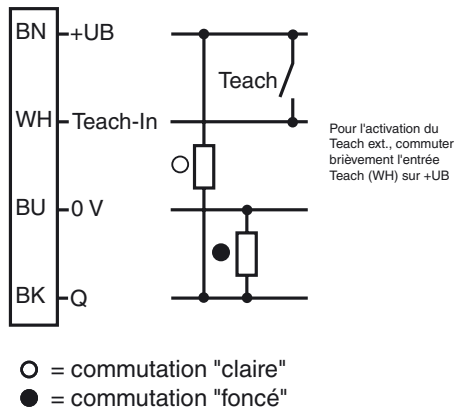 BN +UB
Teach
WH Teach-In
Pour l'activation du
Teach ext., commuter
brièvement l'entrée
Teach (WH) sur +UB
BU 0 V
BK Q
= commutation "claire"
= commutation "foncé"